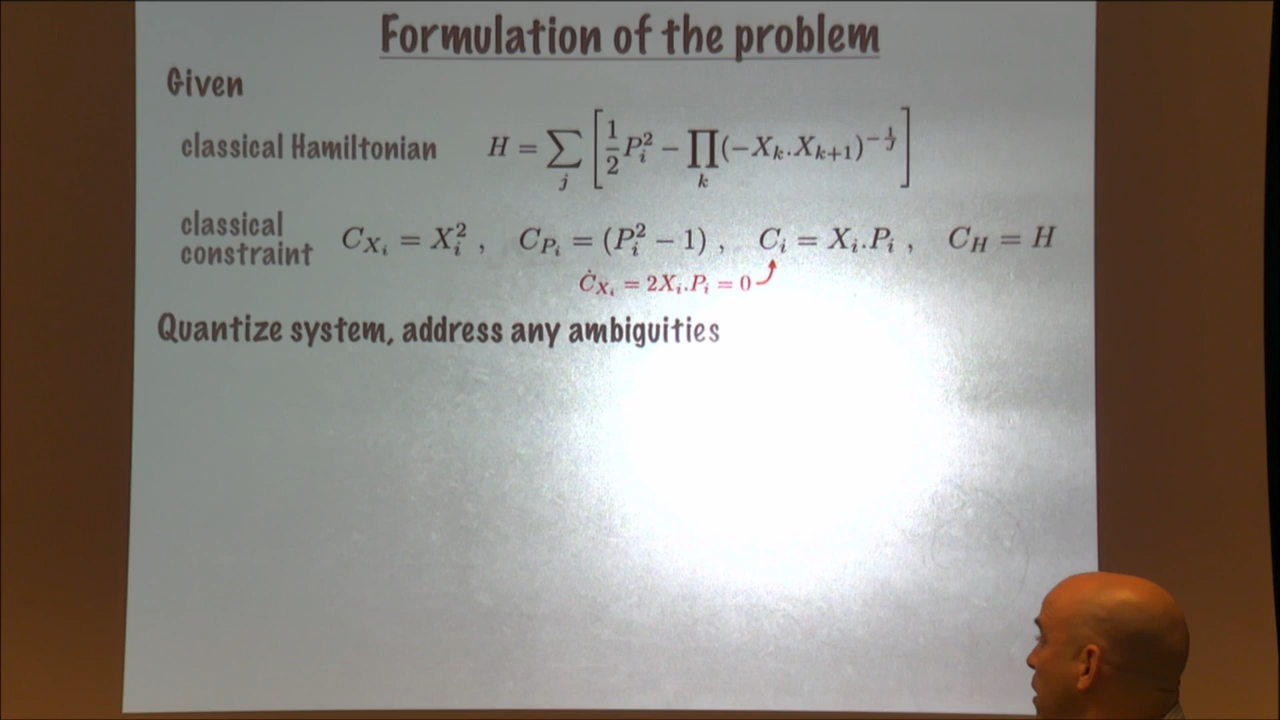 Formulation of the problem
Given
classical Hamiltonian H = ∑_j [ 1/2 P_i^2 − ∏_k (−X_k.X_{k+1})^{−1/J} ]
classical constraint C_{X_i} = X_i^2 , C_{P_i} = (P_i^2 − 1) , C_i = X_i.P_i , C_H = H
Ċ_{X_i} = 2X_i.P_i = 0
Quantize system, address any ambiguities